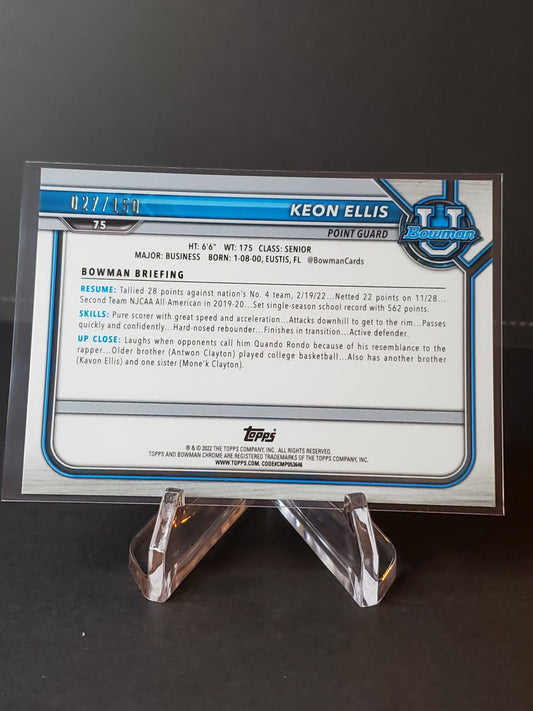 027/150
75
KEON ELLIS
POINT GUARD
U
Bowman
HT: 6'6" WT: 175 CLASS: SENIOR
MAJOR: BUSINESS BORN: 1-08-00, EUSTIS, FL @BowmanCards
BOWMAN BRIEFING
RESUME: Tallied 28 points against nation's No. 4 team, 2/19/22...Netted 22 points on 11/28...
Second Team NJCAA All-American in 2019-20...Set single-season school record with 562 points.
SKILLS: Pure scorer with great speed and acceleration...Attacks downhill to get to the rim...Passes
quickly and confidently...Hard-nosed rebounder...Finishes in transition...Active defender.
UP CLOSE: Laughs when opponents call him Quando Rondo because of his resemblance to the
rapper...Older brother (Antwon Clayton) played college basketball...Also has another brother
(Kavon Ellis) and one sister (Mone'k Clayton).
Topps
® & © 2022 THE TOPPS COMPANY, INC. ALL RIGHTS RESERVED.
TOPPS AND BOWMAN CHROME ARE REGISTERED TRADEMARKS OF THE TOPPS COMPANY, INC.
WWW.TOPPS.COM. CODE#CMP053646